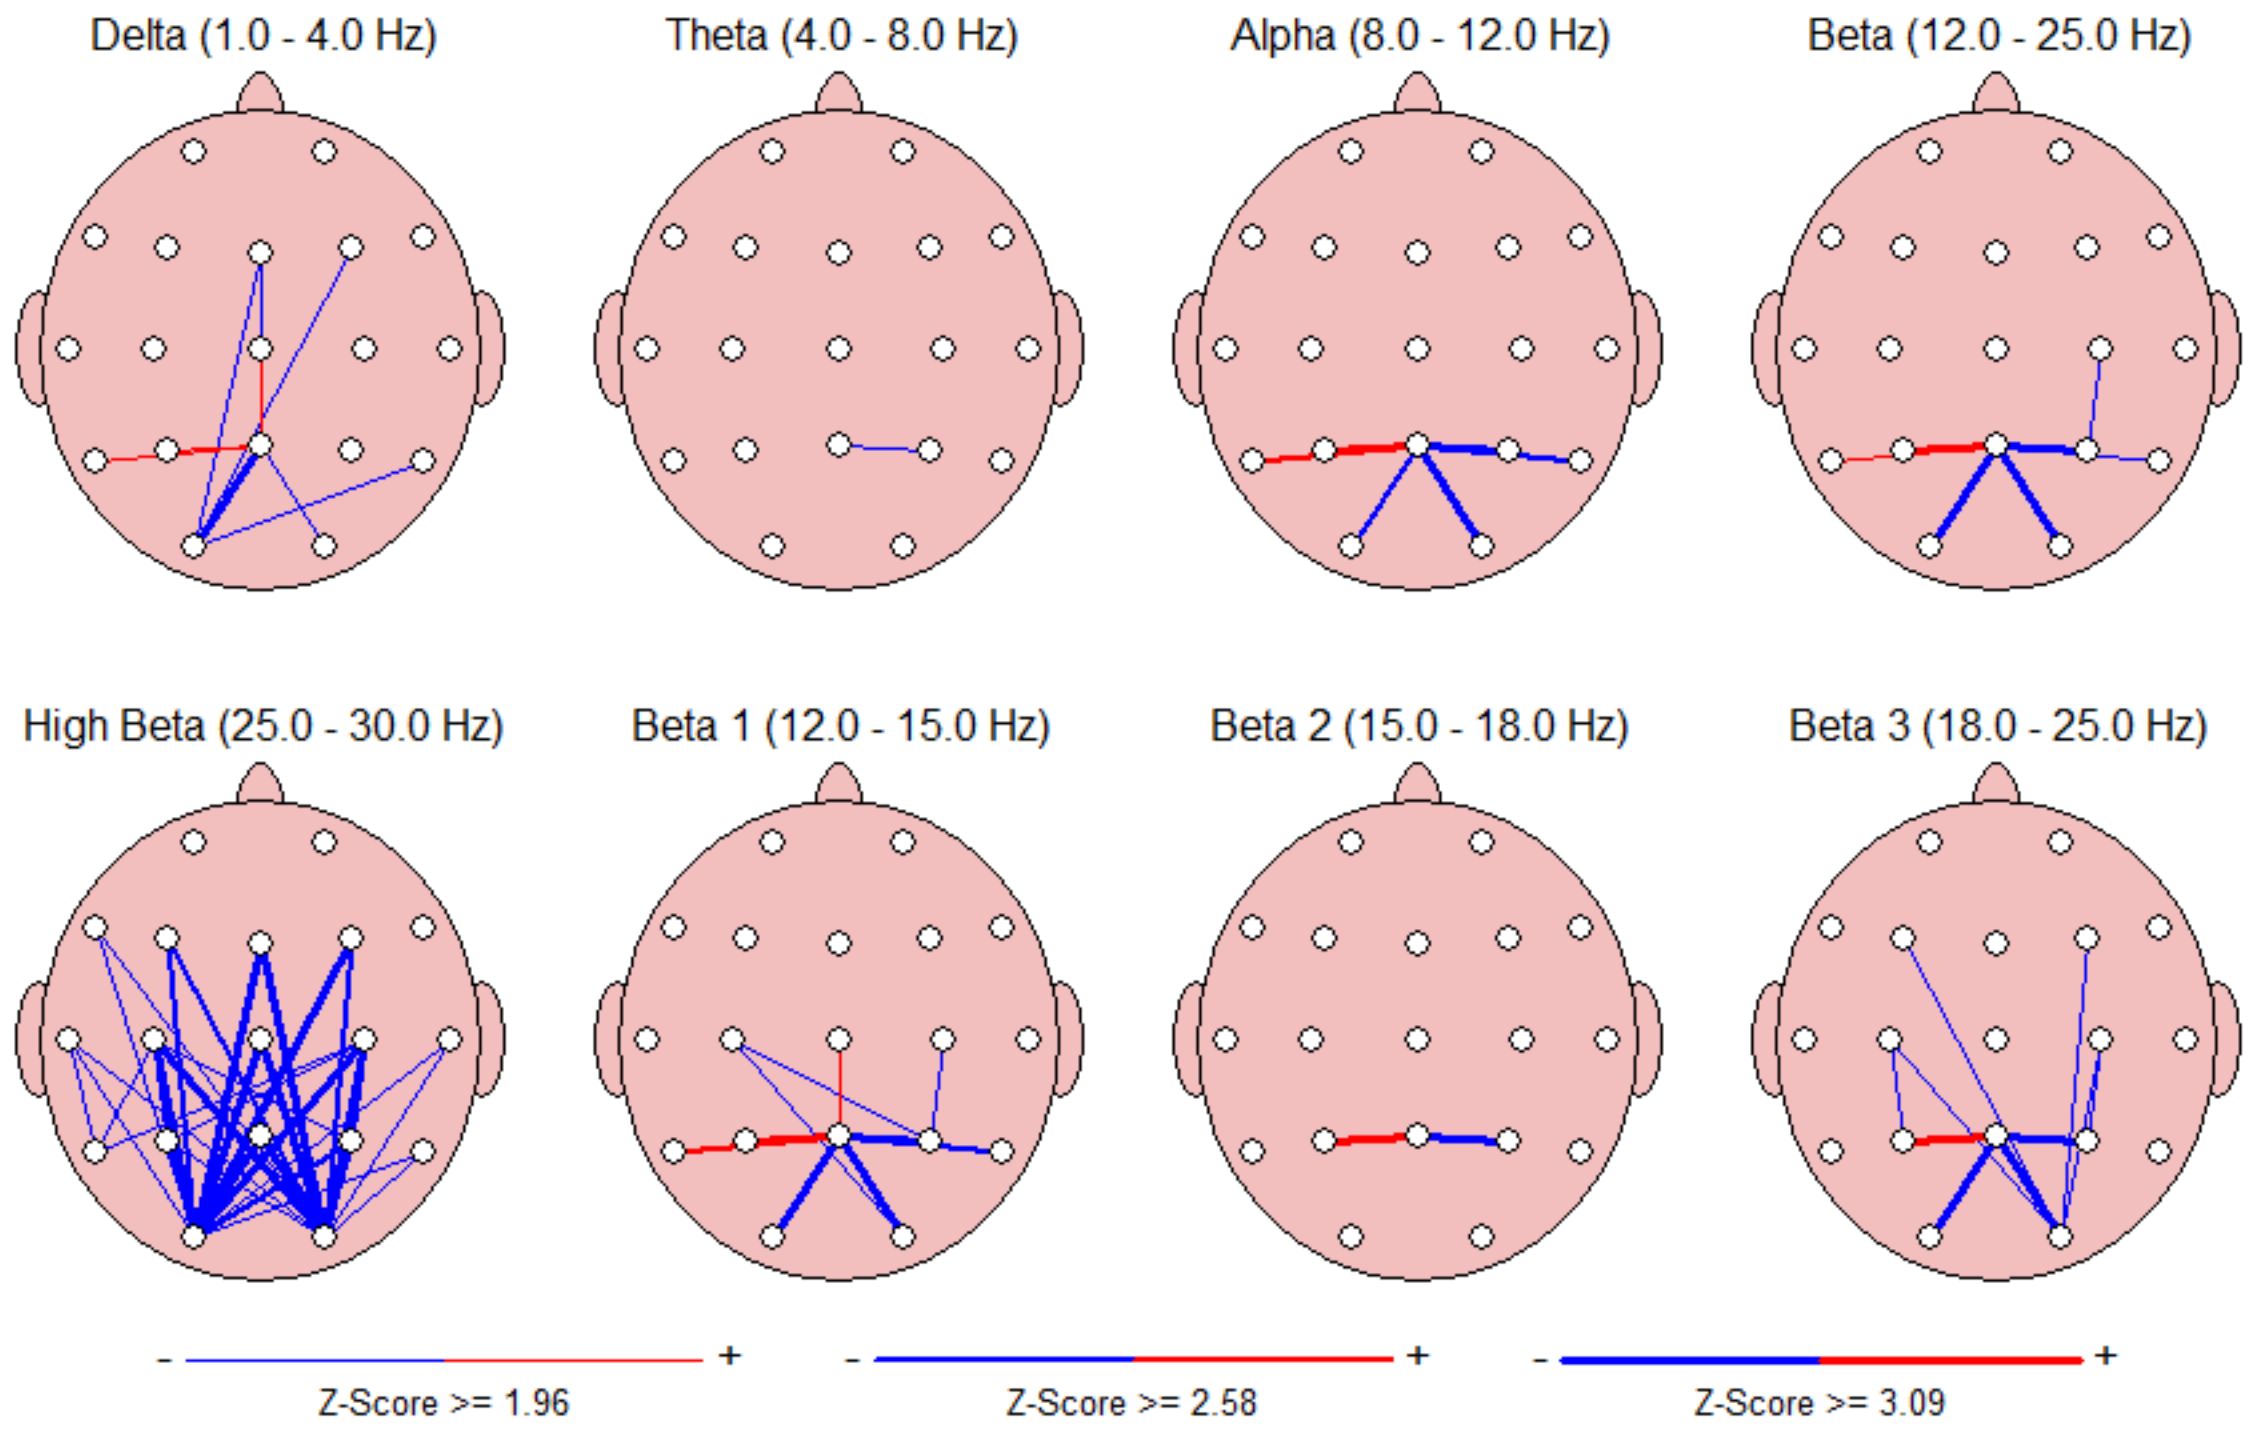 Delta (1.0 - 4.0 Hz)
Theta (4.0 - 8.0 Hz)
Alpha (8.0 - 12.0 Hz)
Beta (12.0 - 25.0 Hz)
High Beta (25.0 - 30.0 Hz)
Beta 1 (12.0 - 15.0 Hz)
Beta 2 (15.0 - 18.0 Hz)
Beta 3 (18.0 - 25.0 Hz)
- +
- +
- +
Z-Score >= 1.96
Z-Score >= 2.58
Z-Score >= 3.09